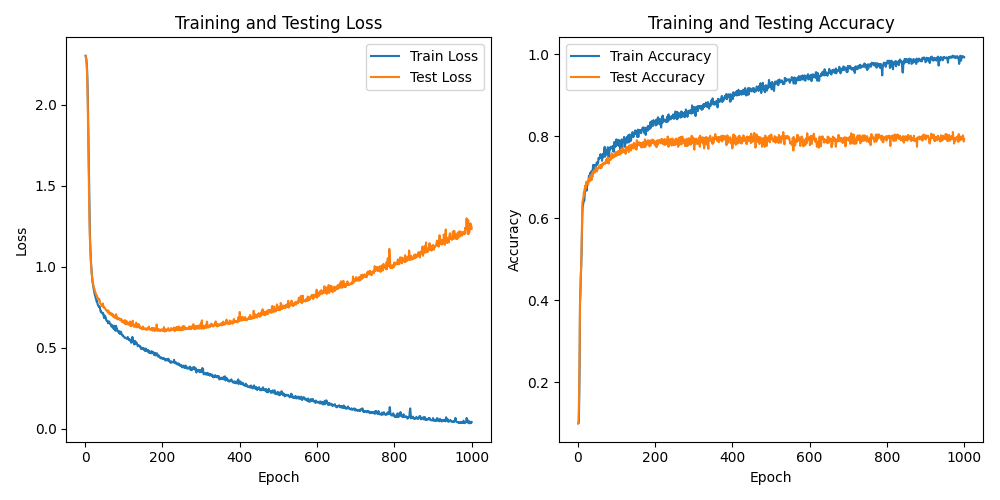 Training and Testing Loss
Train Loss
Test Loss
2.0
1.5
1.0
0.5
0.0
Loss
0
200
400
600
800
1000
Epoch
Training and Testing Accuracy
Train Accuracy
Test Accuracy
1.0
0.8
0.6
0.4
0.2
Accuracy
0
200
400
600
800
1000
Epoch